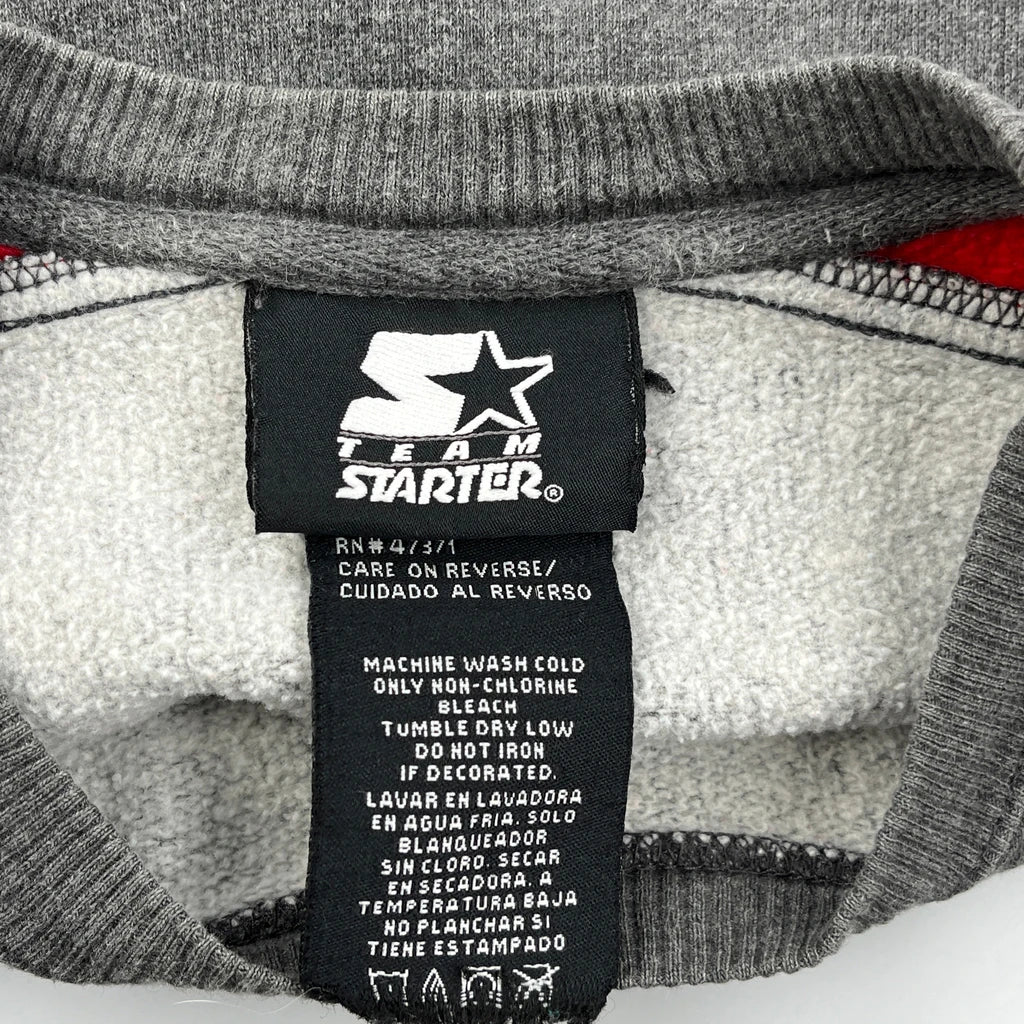 TEAM
STARTER®
RN# 47371
CARE ON REVERSE/
CUIDADO AL REVERSO
MACHINE WASH COLD
ONLY NON-CHLORINE
BLEACH
TUMBLE DRY LOW
DO NOT IRON
IF DECORATED.
LAVAR EN LAVADORA
EN AGUA FRIA. SOLO
BLANQUEADOR
SIN CLORO. SECAR
EN SECADORA. A
TEMPERATURA BAJA
NO PLANCHAR SI
TIENE ESTAMPADO